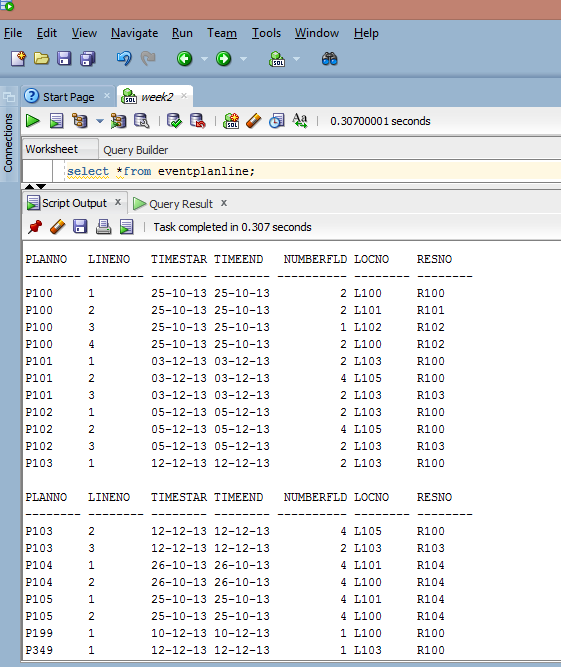 File Edit View Navigate Run Team Tools Window Help
SQL
Start Page × SQL week2 ×
SQL Aa 0.30700001 seconds
Connections
Worksheet Query Builder
select *from eventplanline;
Script Output x Query Result x
Task completed in 0.307 seconds
PLANNO LINENO TIMESTAR TIMEEND NUMBERFLD LOCNO RESNO
-------- -------- -------- -------- --------- -------- --------
P100 1 25-10-13 25-10-13 2 L100 R100
P100 2 25-10-13 25-10-13 2 L101 R101
P100 3 25-10-13 25-10-13 1 L102 R102
P100 4 25-10-13 25-10-13 2 L100 R102
P101 1 03-12-13 03-12-13 2 L103 R100
P101 2 03-12-13 03-12-13 4 L105 R100
P101 3 03-12-13 03-12-13 2 L103 R103
P102 1 05-12-13 05-12-13 2 L103 R100
P102 2 05-12-13 05-12-13 4 L105 R100
P102 3 05-12-13 05-12-13 2 L103 R103
P103 1 12-12-13 12-12-13 2 L103 R100
PLANNO LINENO TIMESTAR TIMEEND NUMBERFLD LOCNO RESNO
-------- -------- -------- -------- --------- -------- --------
P103 2 12-12-13 12-12-13 4 L105 R100
P103 3 12-12-13 12-12-13 2 L103 R103
P104 1 26-10-13 26-10-13 4 L101 R104
P104 2 26-10-13 26-10-13 4 L100 R104
P105 1 25-10-13 25-10-13 4 L101 R104
P105 2 25-10-13 25-10-13 4 L100 R104
P199 1 10-12-13 10-12-13 1 L100 R100
P349 1 12-12-13 12-12-13 1 L103 R100